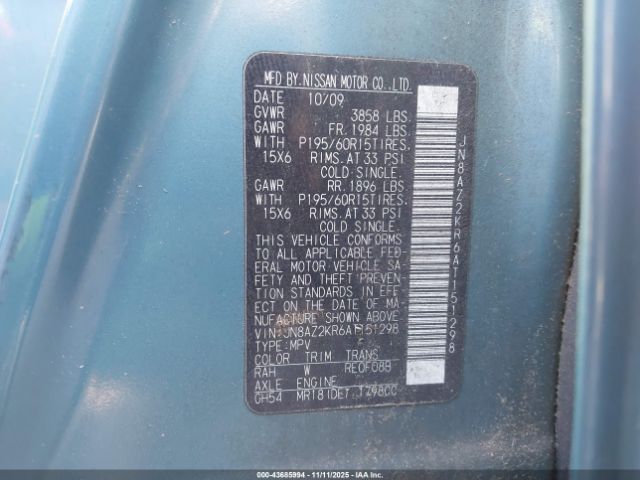 MFD BY. NISSAN MOTOR CO., LTD.
DATE 10/09
GVWR 3858 LBS.
GAWR FR. 1984 LBS.
WITH P195/60R15TIRES.
15X6 RIMS. AT 33 PSI
COLD SINGLE.
GAWR RR. 1896 LBS
WITH P195/60R15TIRES.
15X6 RIMS. AT 33 PSI
COLD SINGLE.
THIS VEHICLE CONFORMS
TO ALL APPLICABLE FED-
ERAL MOTOR VEHICLE SA-
FETY AND THEFT PREVEN-
TION STANDARDS IN EFF-
ECT ON THE DATE OF MA-
NUFACTURE SHOWN ABOVE
VIN:JN8AZ2KR6AT151298
TYPE:MPV
COLOR TRIM TRANS
RAH W RE0F08B
AXLE ENGINE
GH54 MR18(DE) 1798CC
JN8AZ2KR6AT151298
000-43685994 - 11/11/2025 - COPART.COM